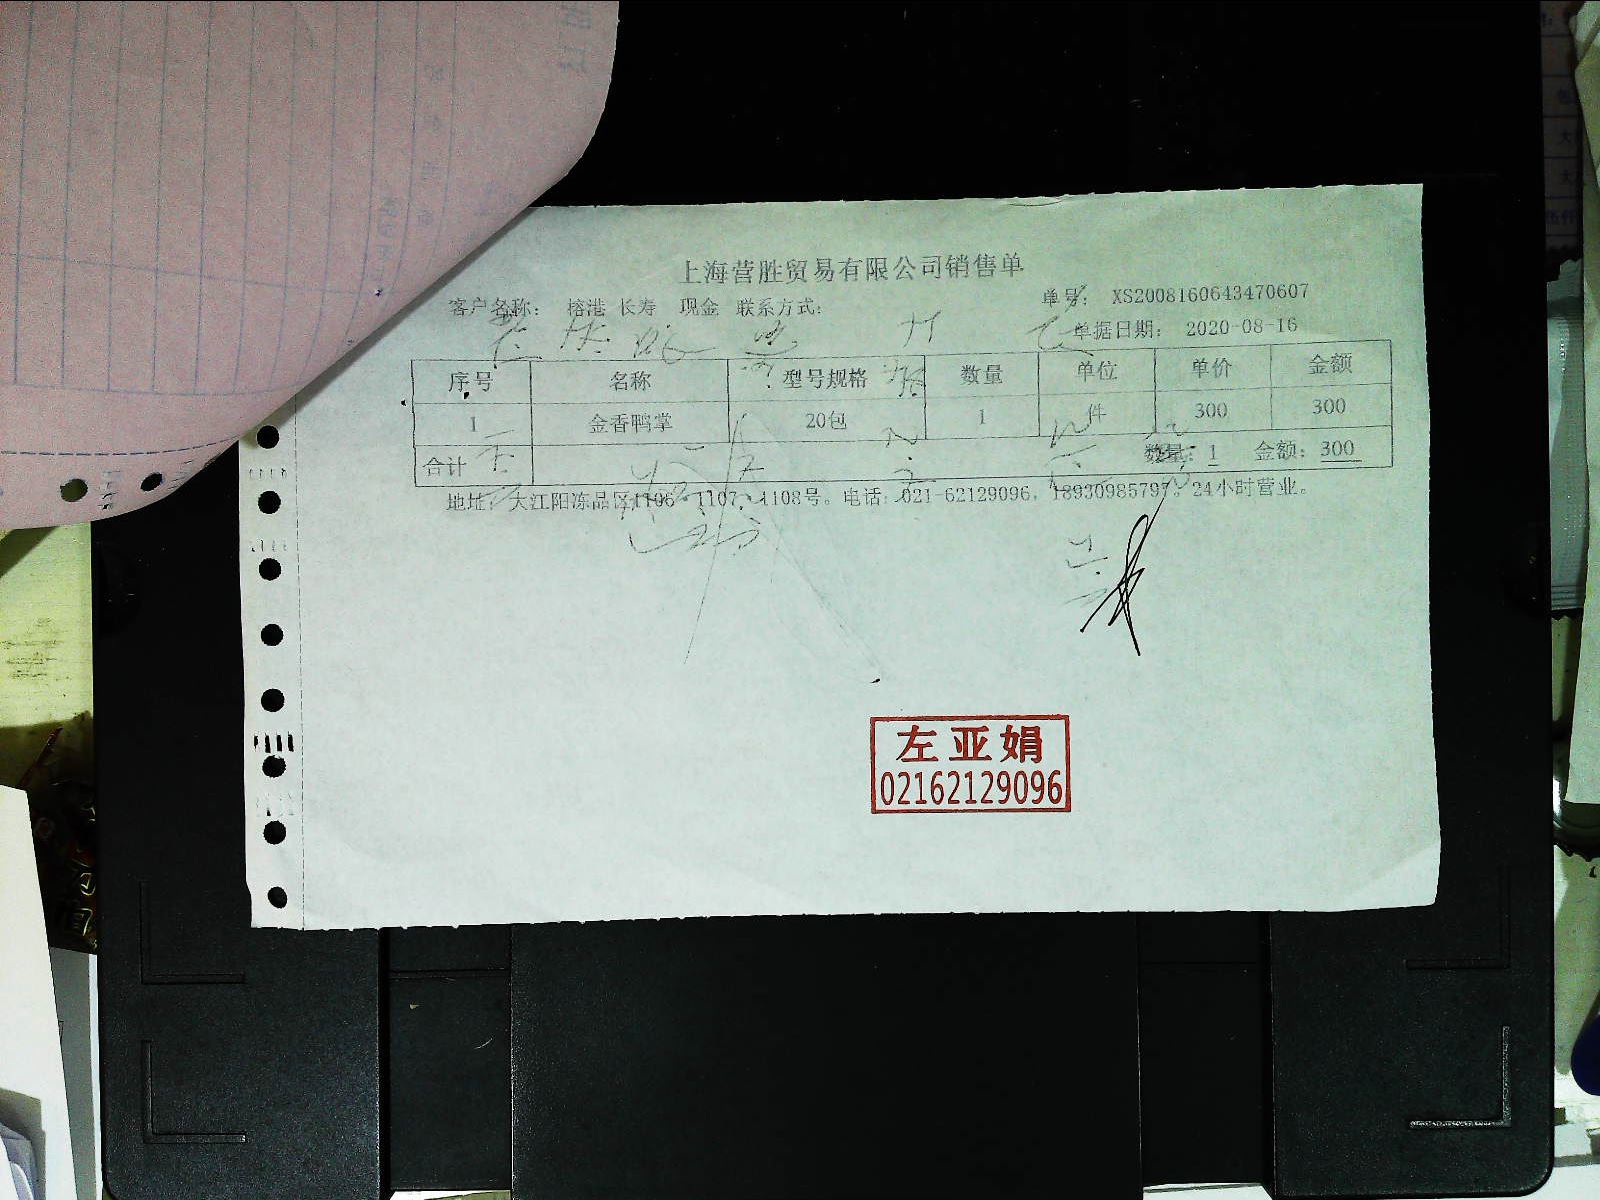 上海营胜贸易有限公司销售单
客户名称： 榕港 长寿 现金 联系方式： 单号： XS2008160643470607
单据日期： 2020-08-16
序号 名称 型号规格 数量 单位 单价 金额
1 金香鸭掌 20包 1 件 300 300
合计 数量：1 金额：300
地址： 大江阳冻品区1106 1107，1108号。电话：021-62129096，18930985797。24小时营业。
左亚娟
02162129096